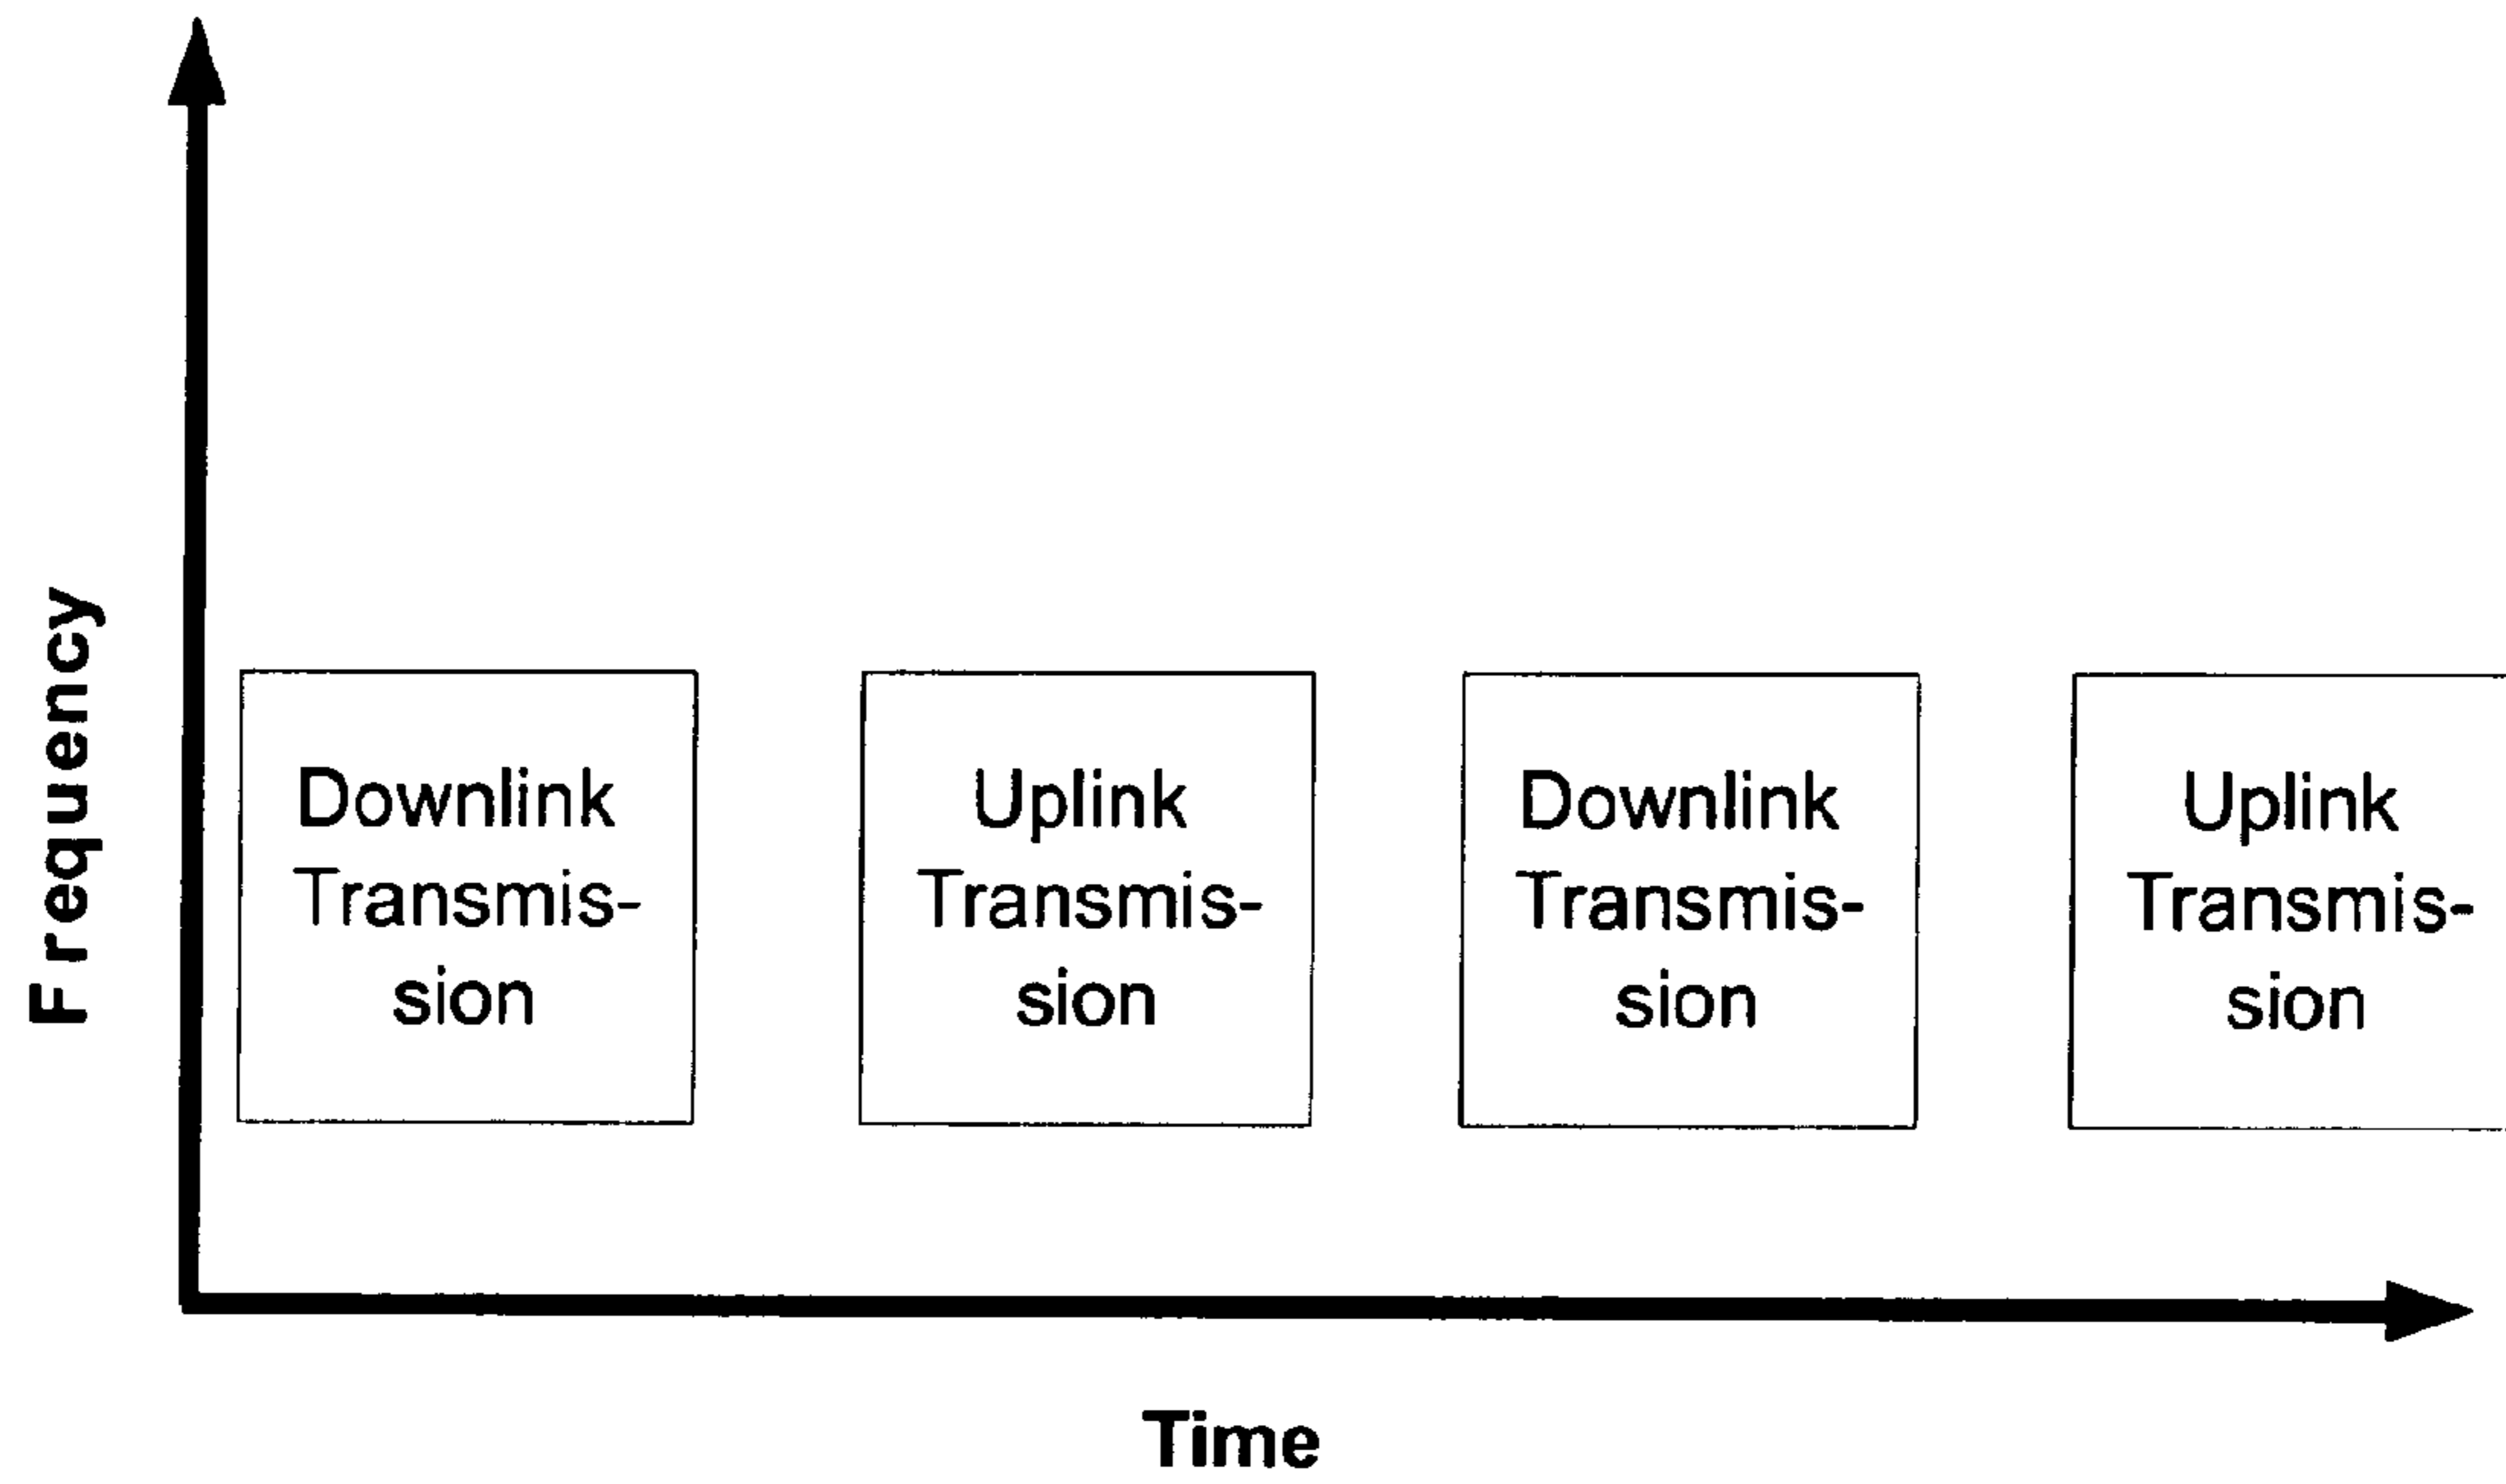 Frequency
Downlink
Transmis-
sion
Uplink
Transmis-
sion
Downlink
Transmis-
sion
Uplink
Transmis-
sion
Time